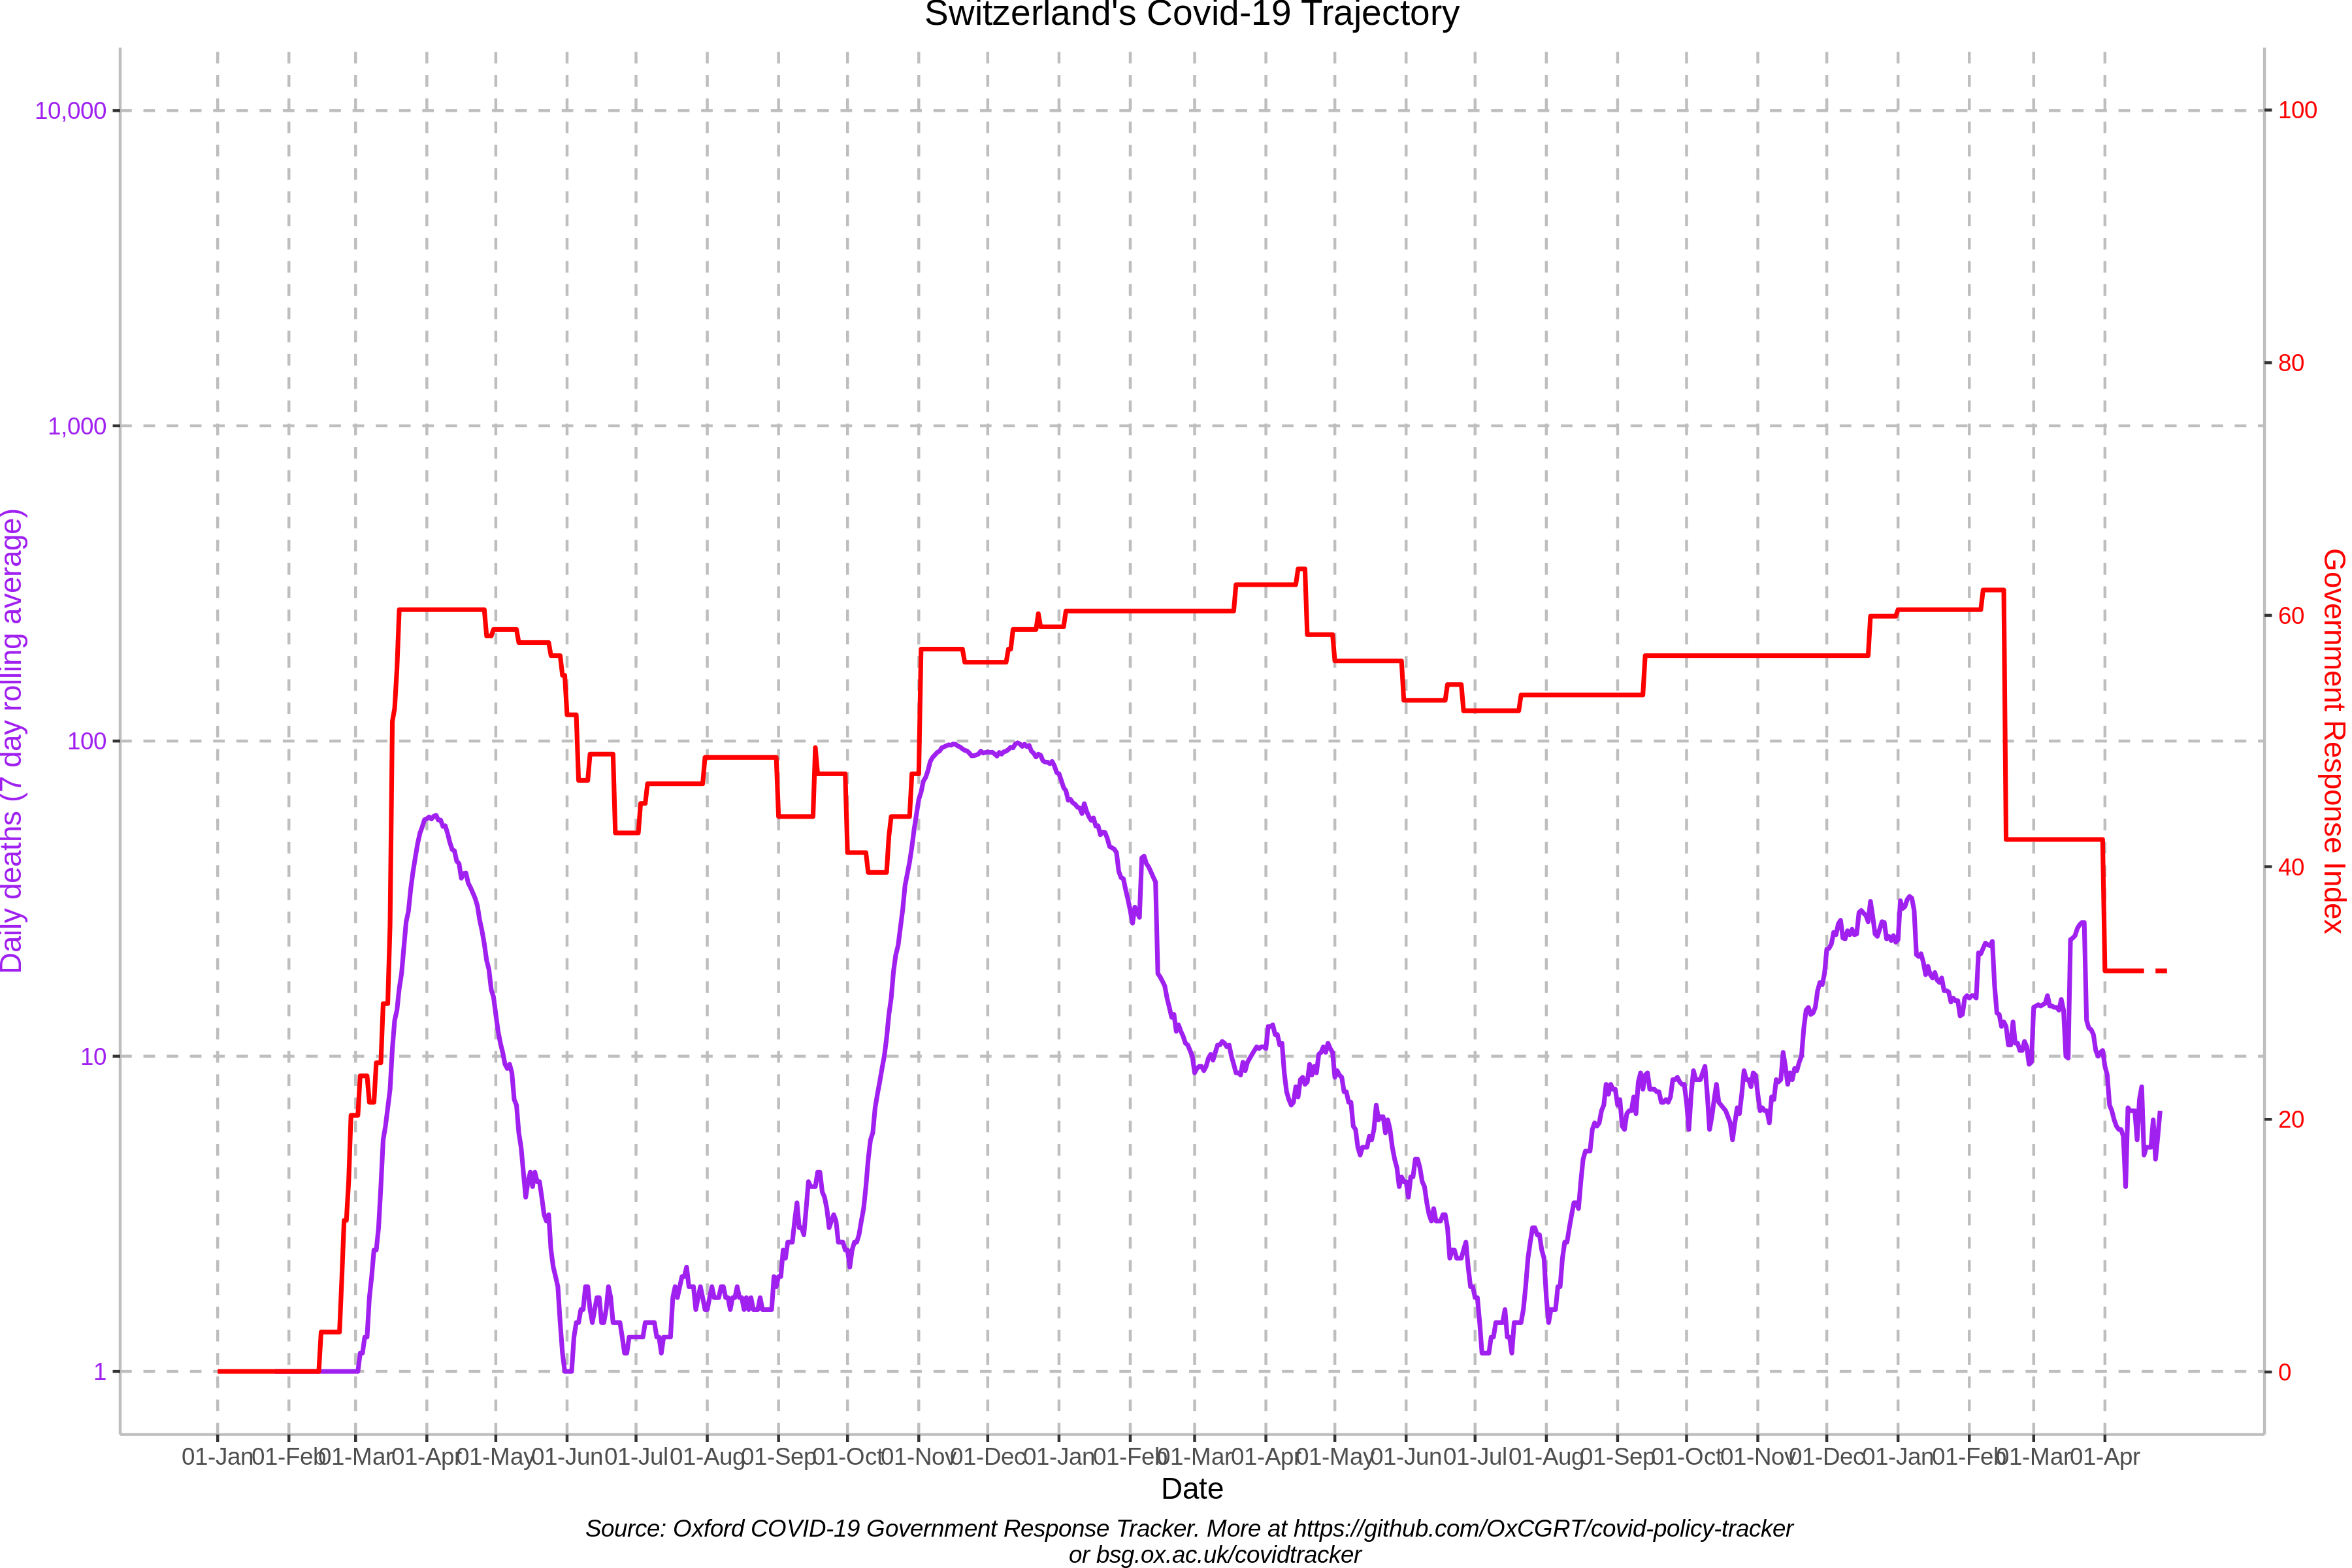 Switzerland's Covid-19 Trajectory
10,000
1,000
100
10
1
Daily deaths (7 day rolling average)
100
80
60
40
20
0
Government Response Index
01-Jan 01-Feb 01-Mar 01-Apr 01-May 01-Jun 01-Jul 01-Aug 01-Sep 01-Oct 01-Nov 01-Dec 01-Jan 01-Feb 01-Mar 01-Apr 01-May 01-Jun 01-Jul 01-Aug 01-Sep 01-Oct 01-Nov 01-Dec 01-Jan 01-Feb 01-Mar 01-Apr
Date
Source: Oxford COVID-19 Government Response Tracker. More at https://github.com/OxCGRT/covid-policy-tracker
or bsg.ox.ac.uk/covidtracker